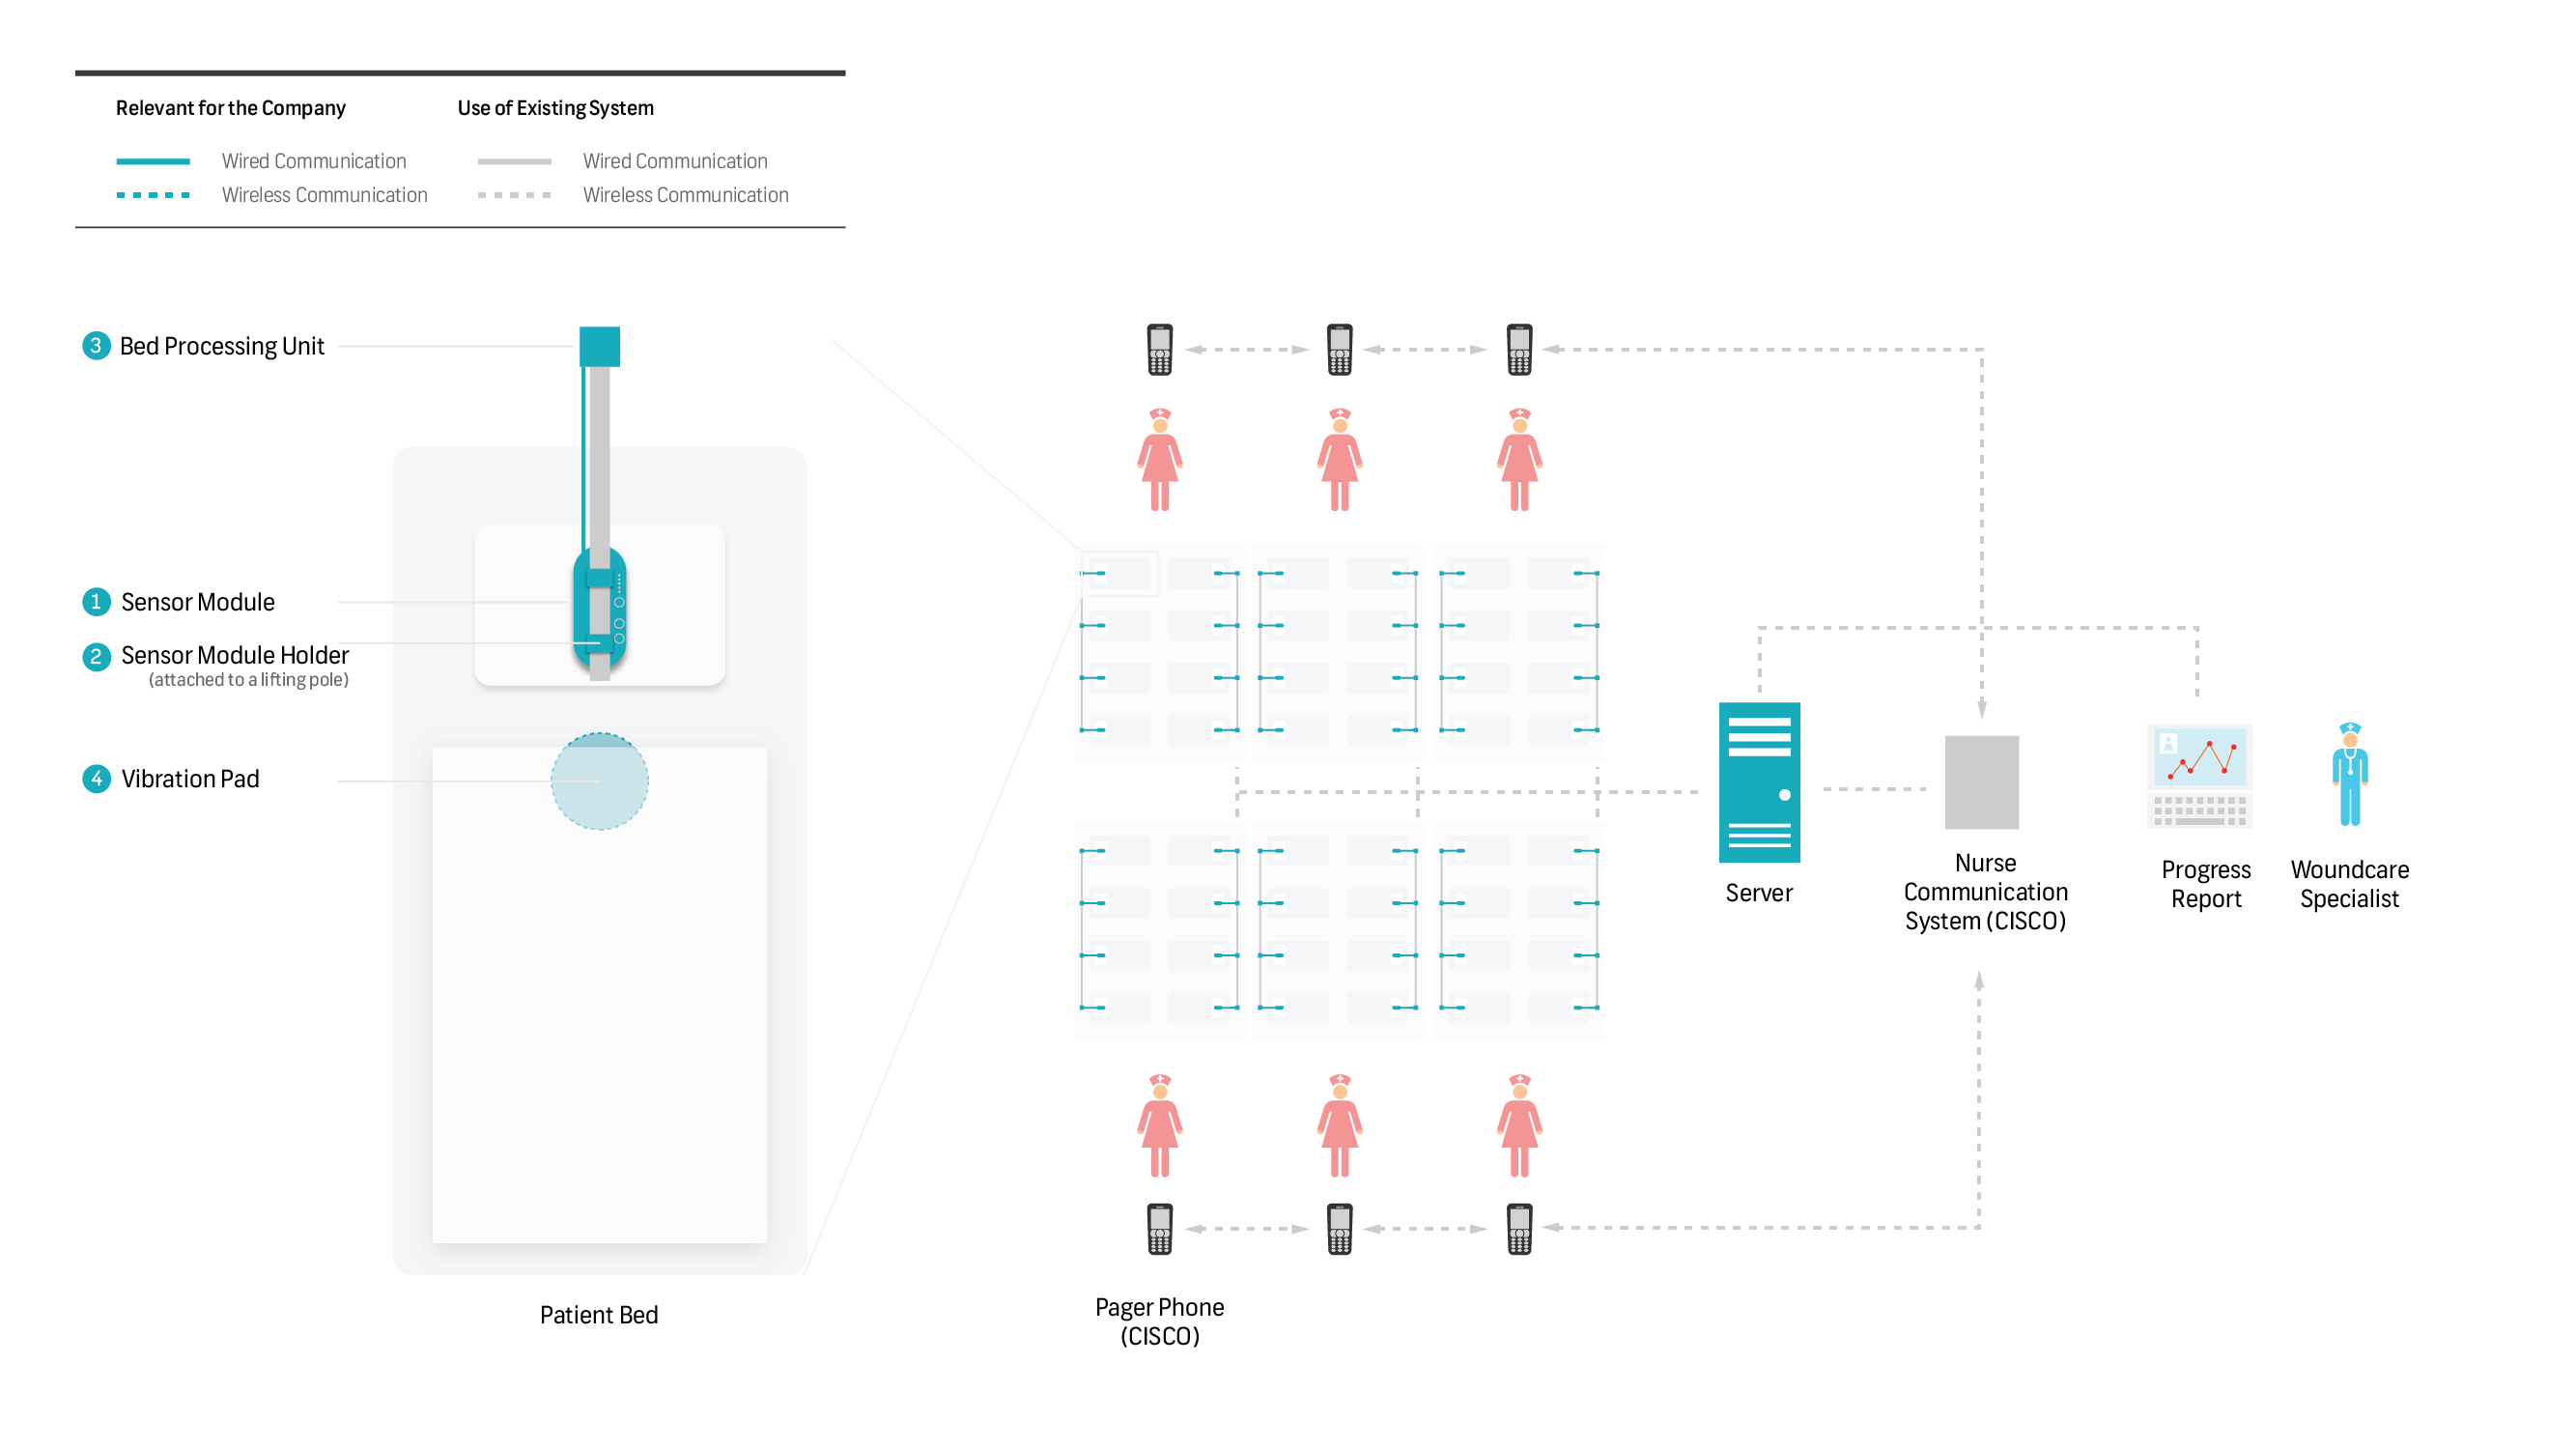 Relevant for the Company
Use of Existing System
Wired Communication
Wired Communication
Wireless Communication
Wireless Communication
3 Bed Processing Unit
1 Sensor Module
2 Sensor Module Holder
(attached to a lifting pole)
4 Vibration Pad
Patient Bed
Pager Phone
(CISCO)
Server
Nurse
Communication
System (CISCO)
Progress
Report
Woundcare
Specialist